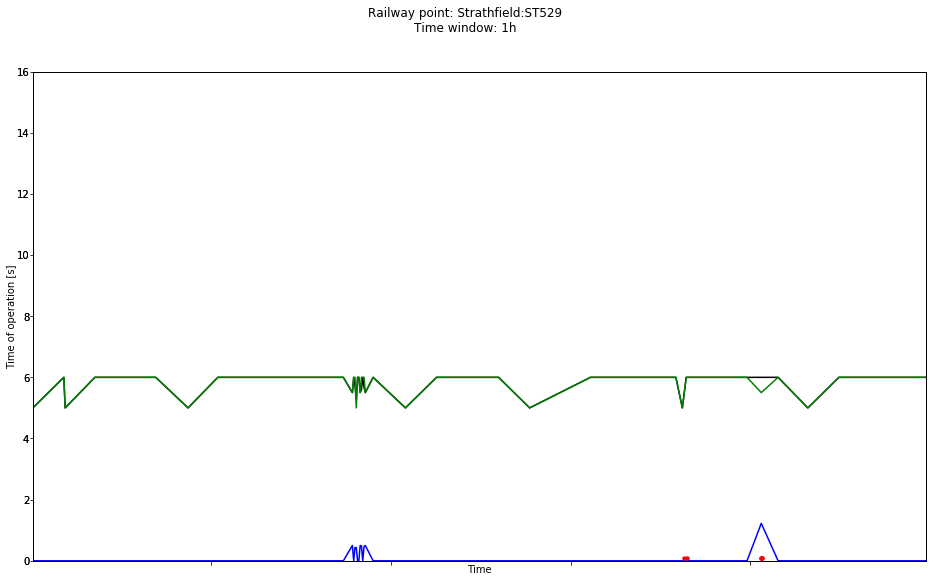 Railway point: Strathfield:ST529
Time window: 1h
16
14
12
10
8
6
4
2
0
Time of operation [s]
Time